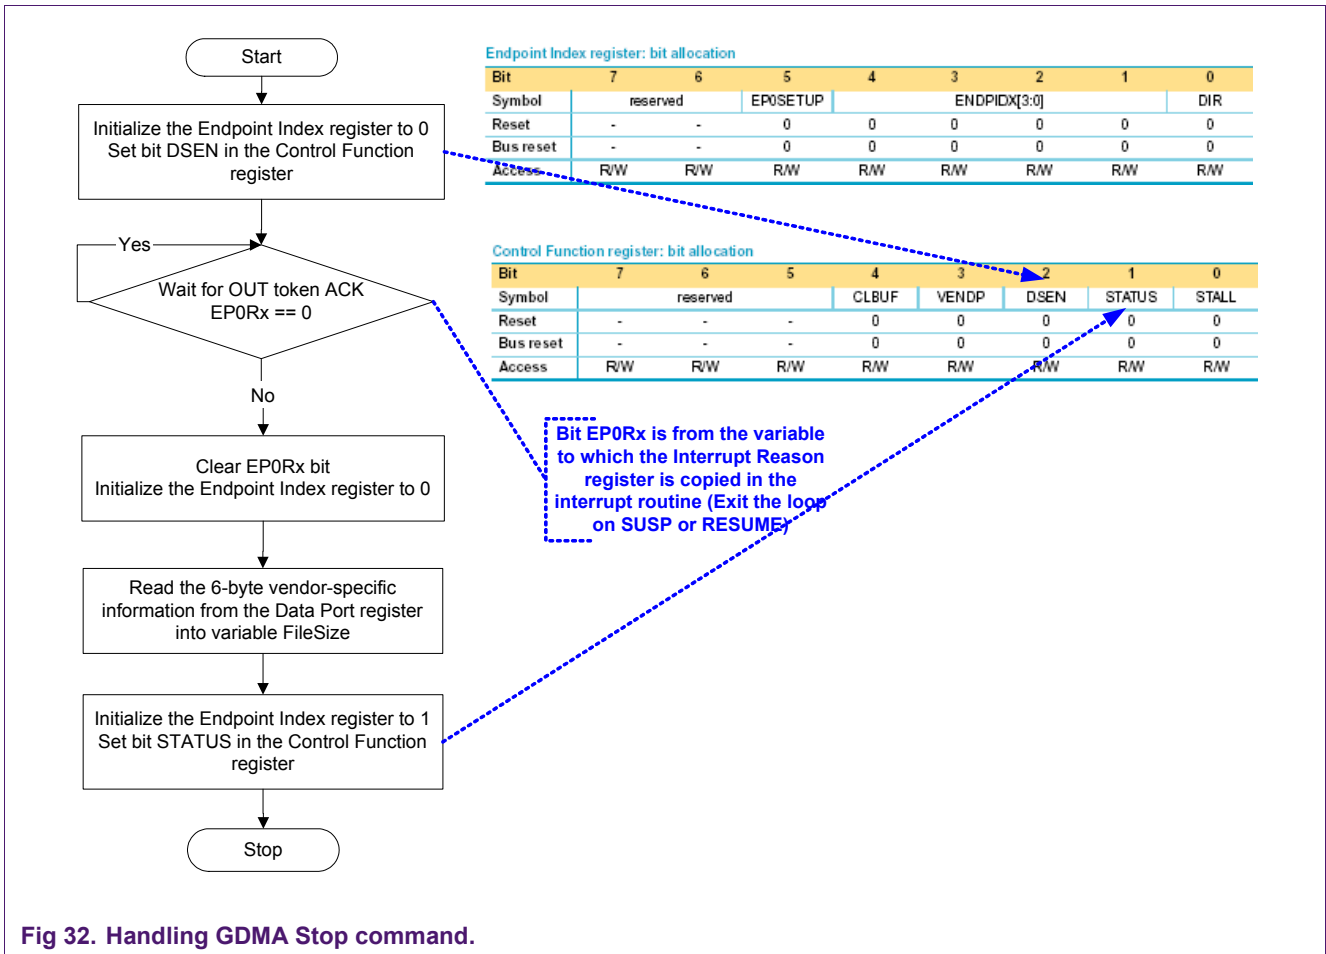 Start
Initialize the Endpoint Index register to 0
Set bit DSEN in the Control Function
register
Yes
Wait for OUT token ACK
EP0Rx == 0
No
Clear EP0Rx bit
Initialize the Endpoint Index register to 0
Read the 6-byte vendor-specific
information from the Data Port register
into variable FileSize
Initialize the Endpoint Index register to 1
Set bit STATUS in the Control Function
register
Stop
Endpoint Index register: bit allocation
Bit 7 6 5 4 3 2 1 0
Symbol reserved EP0SETUP ENDPIDX[3:0] DIR
Reset - - 0 0 0 0 0 0
Bus reset - - 0 0 0 0 0 0
Access R/W R/W R/W R/W R/W R/W R/W R/W
Control Function register: bit allocation
Bit 7 6 5 4 3 2 1 0
Symbol reserved CLBUF VENDP DSEN STATUS STALL
Reset - - - 0 0 0 0 0
Bus reset - - - 0 0 0 0 0
Access R/W R/W R/W R/W R/W R/W R/W R/W
Bit EP0Rx is from the variable
to which the Interrupt Reason
register is copied in the
interrupt routine (Exit the loop
on SUSP or RESUME)
Fig 32. Handling GDMA Stop command.